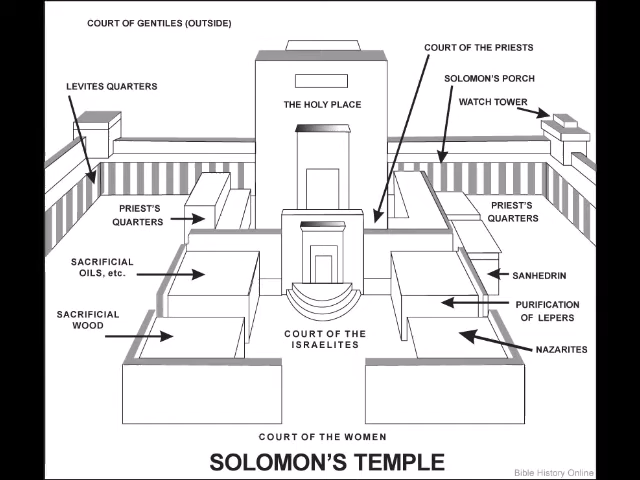 COURT OF GENTILES (OUTSIDE)
COURT OF THE PRIESTS
LEVITES QUARTERS
SOLOMON'S PORCH
WATCH TOWER
THE HOLY PLACE
PRIEST'S
QUARTERS
PRIEST'S
QUARTERS
SACRIFICIAL
OILS, etc.
SANHEDRIN
SACRIFICIAL
WOOD
PURIFICATION
OF LEPERS
COURT OF THE
ISRAELITES
NAZARITES
COURT OF THE WOMEN
SOLOMON'S TEMPLE
Bible History Online